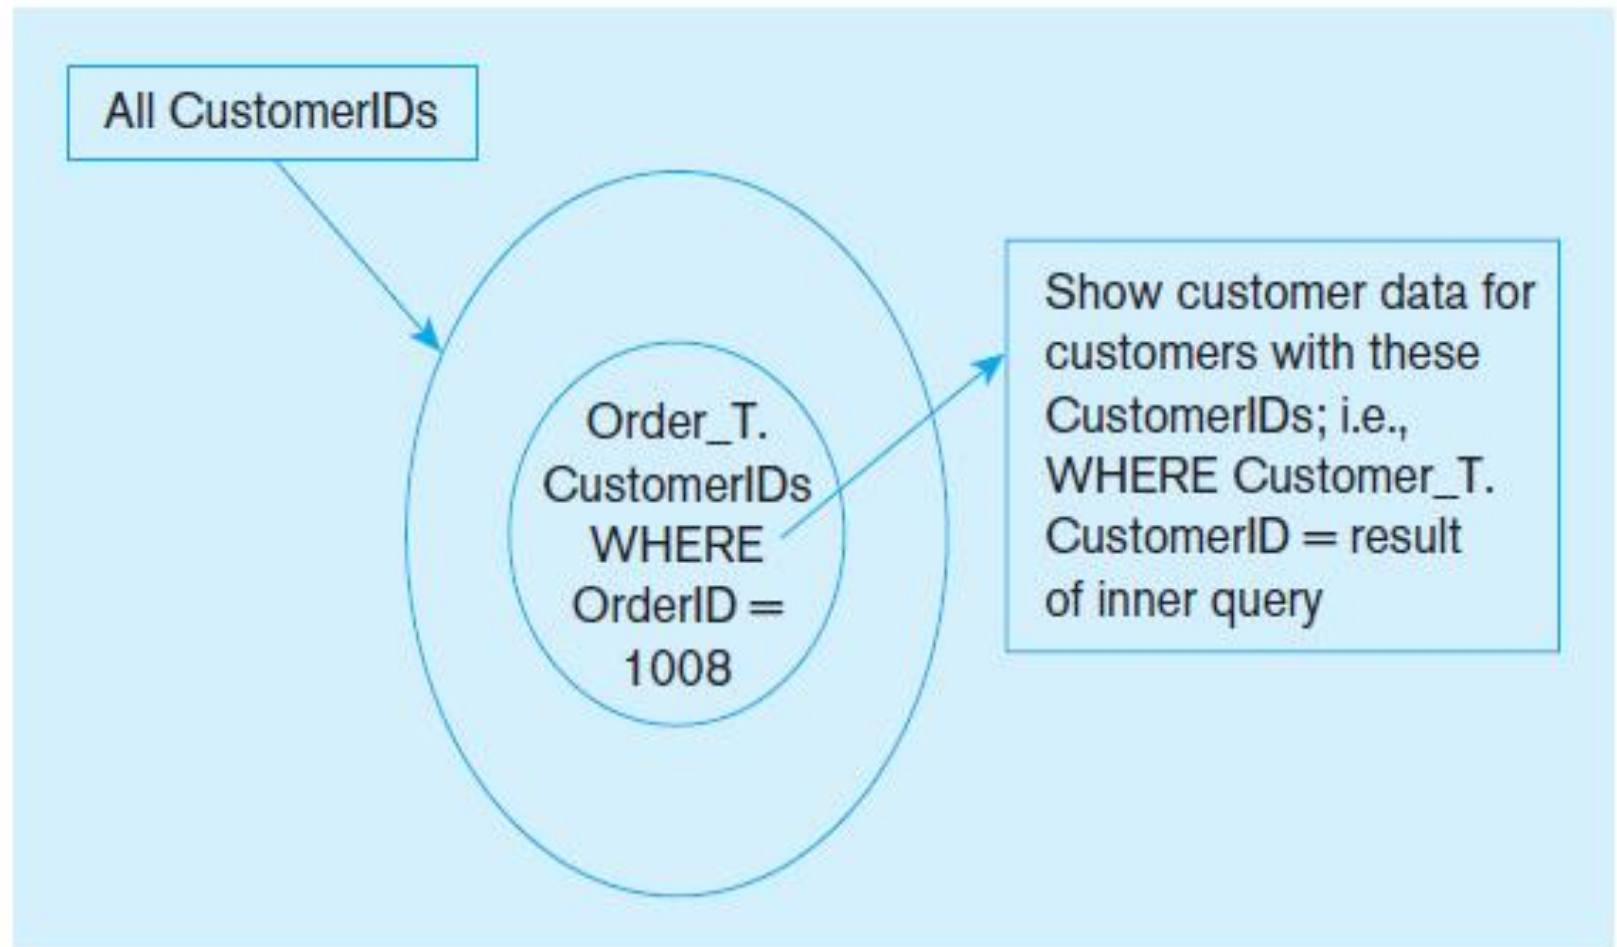 All CustomerIDs
Order_T.
CustomerIDs
WHERE
OrderID =
1008
Show customer data for
customers with these
CustomerIDs; i.e.,
WHERE Customer_T.
CustomerID = result
of inner query